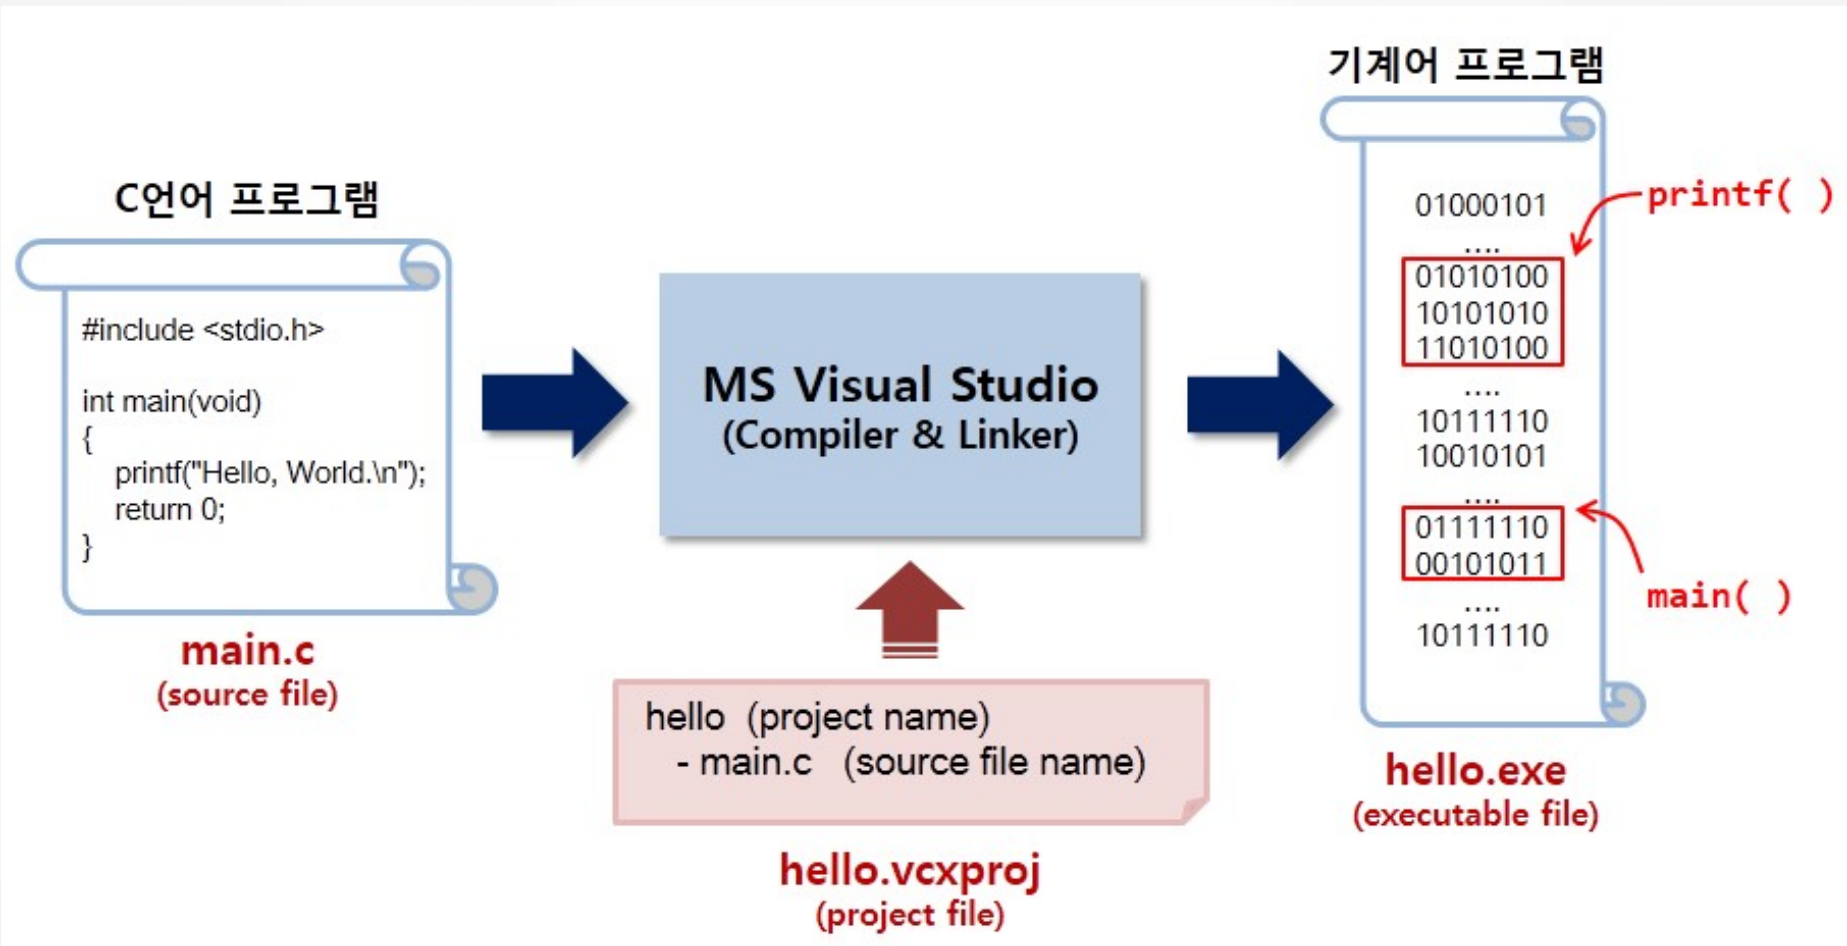 C언어 프로그램
#include <stdio.h>
int main(void)
{
printf("Hello, World.\n");
return 0;
}
main.c
(source file)
MS Visual Studio
(Compiler & Linker)
hello (project name)
- main.c (source file name)
hello.vcxproj
(project file)
기계어 프로그램
01000101
....
01010100
10101010
11010100
....
10111110
10010101
....
01111110
00101011
....
10111110
printf( )
main( )
hello.exe
(executable file)